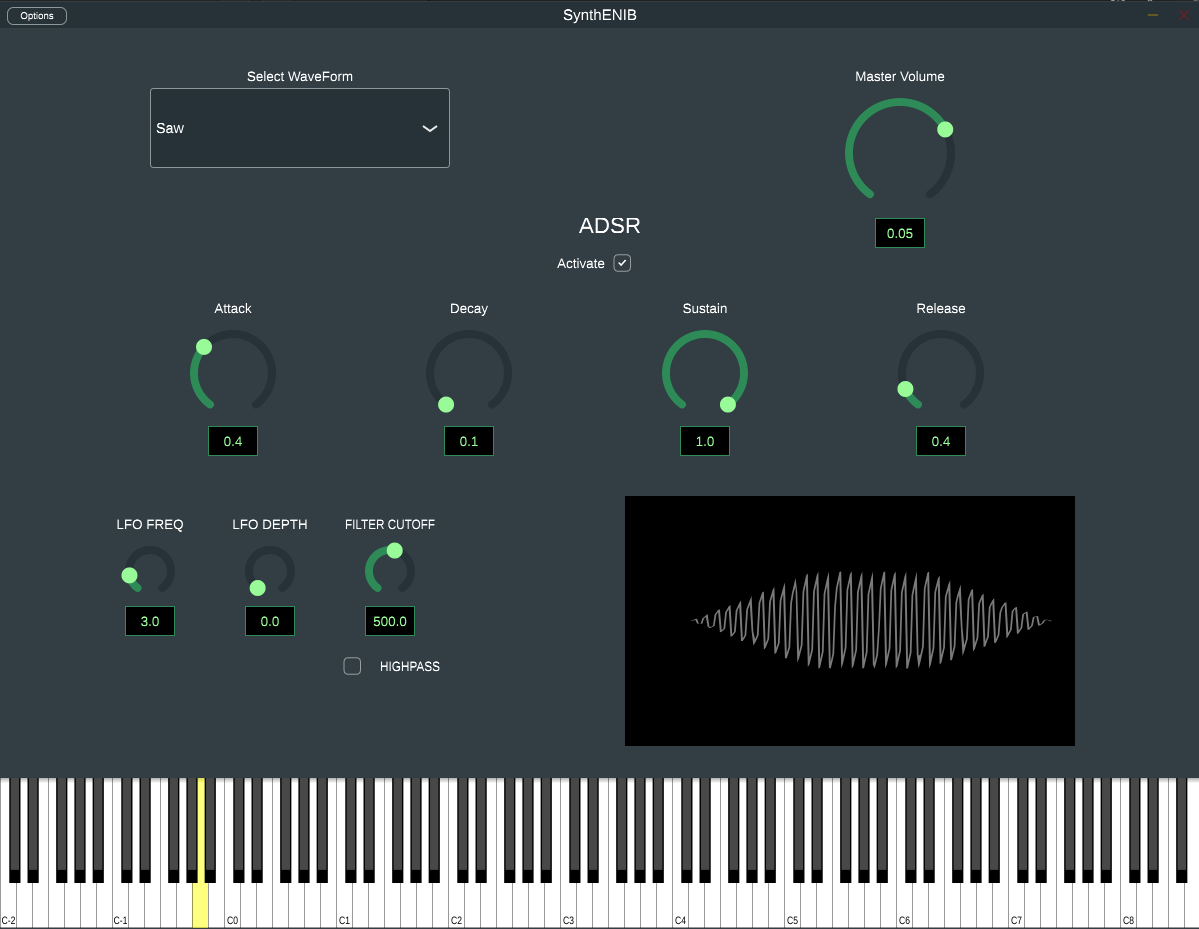 Options
SynthENIB
Select WaveForm
Master Volume
Saw
0.05
ADSR
Activate
Attack
Decay
Sustain
Release
0.4
0.1
1.0
0.4
LFO FREQ
LFO DEPTH
FILTER CUTOFF
3.0
0.0
500.0
HIGHPASS
C-2
C-1
C0
C1
C2
C3
C4
C5
C6
C7
C8